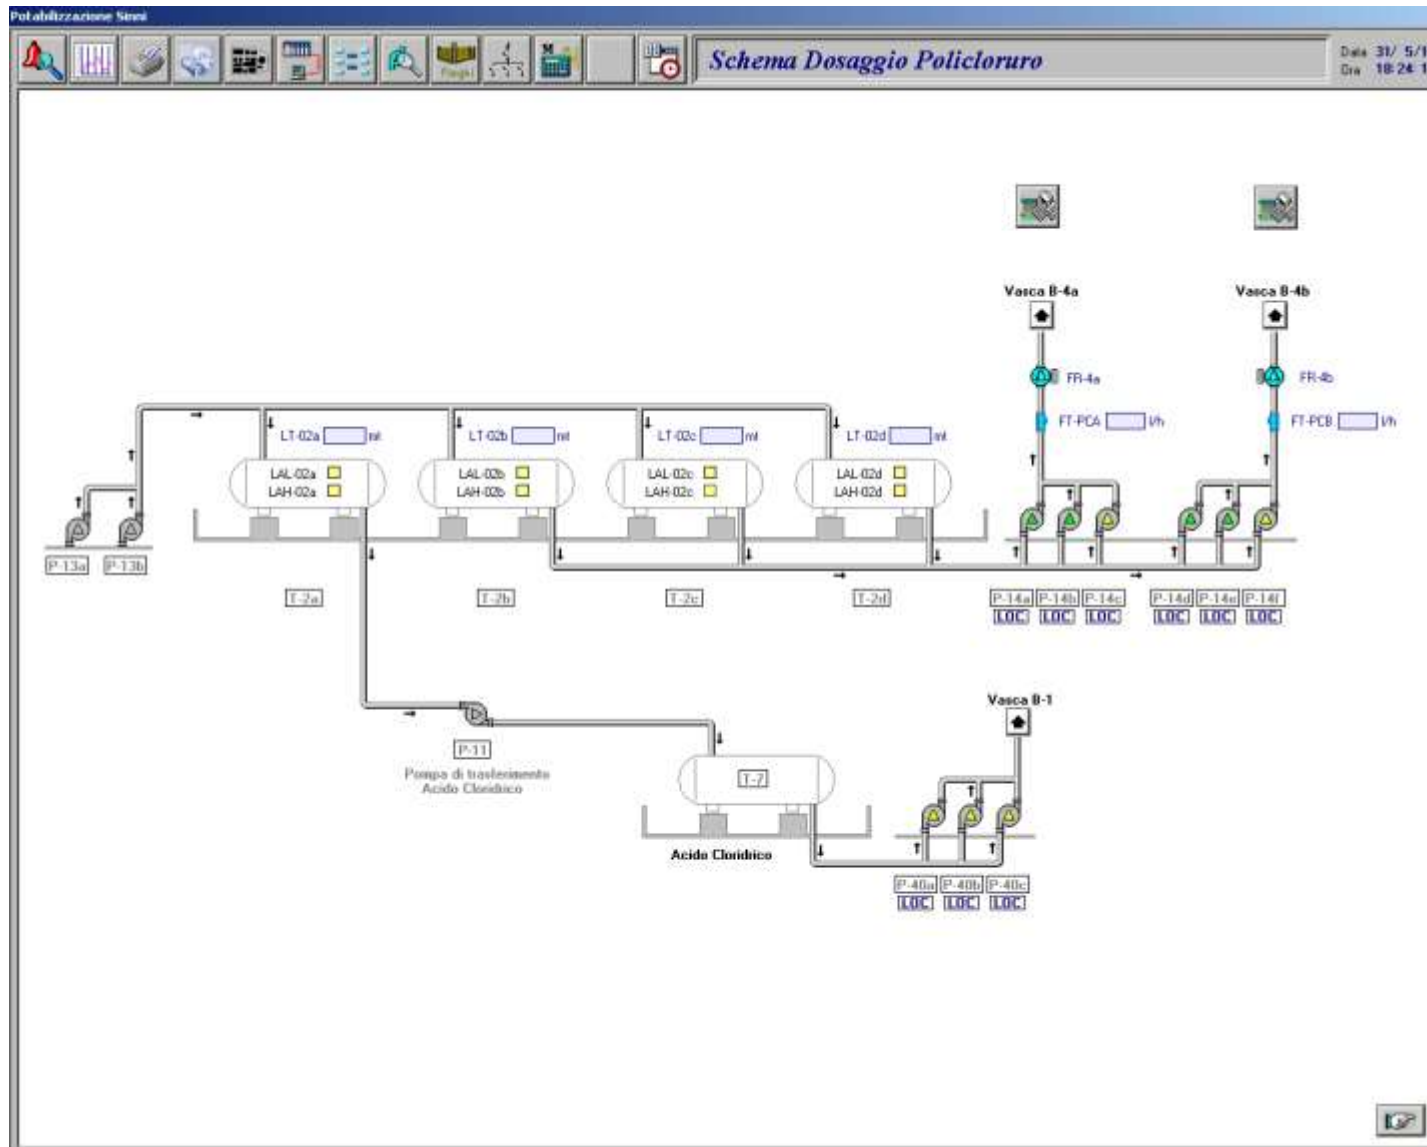 Potabilizzazione Sinni
M
Schema Dosaggio Policloruro
Data 31/ 5/1
Ora 18:24:1
Vasca B-4a
Vasca B-4b
FR-4a
FR-4b
FT-PCA l/h
FT-PCB l/h
LT-02a mt
LT-02b mt
LT-02c mt
LT-02d mt
LAL-02a
LAH-02a
LAL-02b
LAH-02b
LAL-02c
LAH-02c
LAL-02d
LAH-02d
P-13a
P-13b
T-2a
T-2b
T-2c
T-2d
P-14a P-14b P-14c
LOC LOC LOC
P-14d P-14e P-14f
LOC LOC LOC
P-11
Pompa di trasferimento
Acido Cloridrico
Vasca B-1
T-7
Acido Cloridrico
P-40a P-40b P-40c
LOC LOC LOC